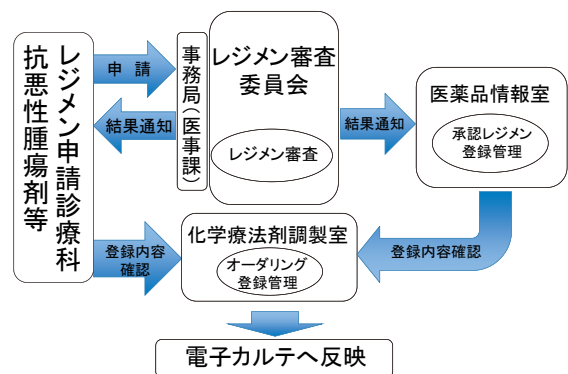 抗悪性腫瘍剤等
レジメン申請診療科
申 請
結果通知
事務局(医事課)
レジメン審査
委員会
レジメン審査
結果通知
医薬品情報室
承認レジメン
登録管理
登録内容
確認
化学療法剤調製室
オーダリング
登録管理
登録内容確認
電子カルテへ反映